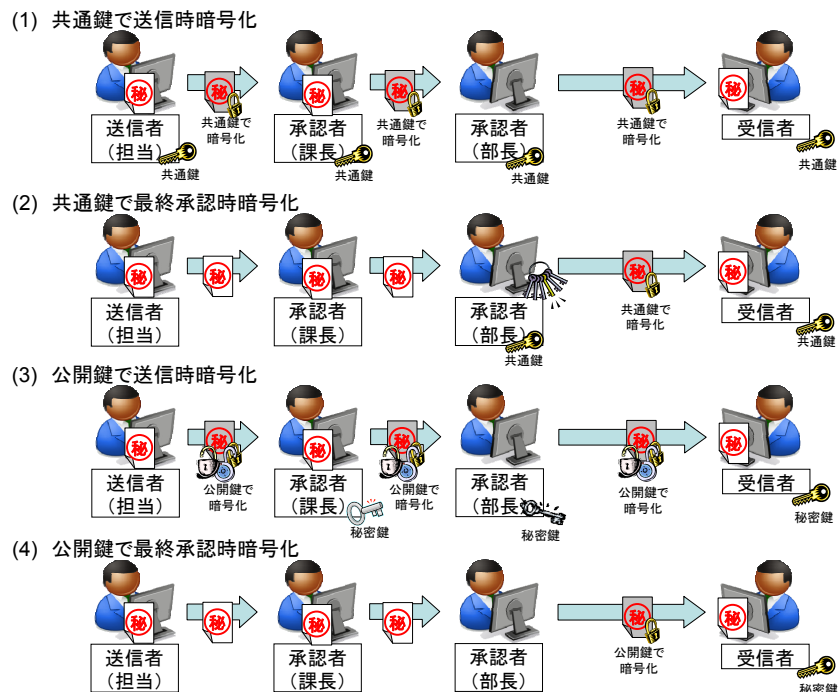 (1) 共通鍵で送信時暗号化
秘 秘 秘 秘 秘 秘
共通鍵で
暗号化
共通鍵で
暗号化
共通鍵で
暗号化
送信者
(担当)
承認者
(課長)
承認者
(部長)
受信者
共通鍵 共通鍵 共通鍵 共通鍵
(2) 共通鍵で最終承認時暗号化
秘 秘 秘 秘 秘 秘
送信者
(担当)
承認者
(課長)
承認者
(部長)
共通鍵で
暗号化
受信者
共通鍵 共通鍵
(3) 公開鍵で送信時暗号化
秘 秘 秘 秘 秘 秘
送信者
(担当)
公開鍵で
暗号化
承認者
(課長)
公開鍵で
暗号化
承認者
(部長)
公開鍵で
暗号化
受信者
秘密鍵 秘密鍵 秘密鍵
(4) 公開鍵で最終承認時暗号化
秘 秘 秘 秘 秘 秘
送信者
(担当)
承認者
(課長)
承認者
(部長)
公開鍵で
暗号化
受信者
秘密鍵